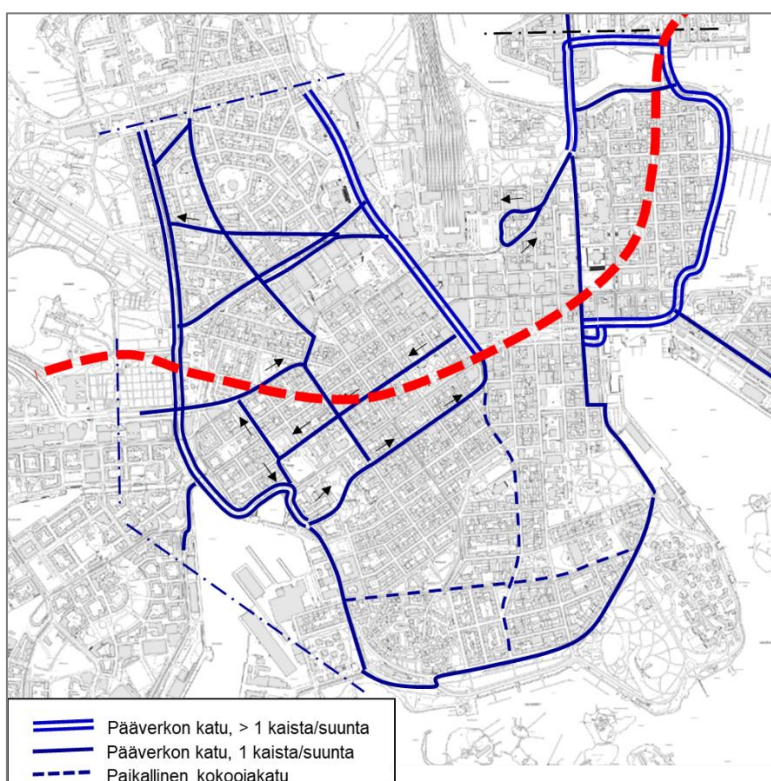 Pääverkon katu, > 1 kaista/suunta
Pääverkon katu, 1 kaista/suunta
Paikallinen kokoojakatu